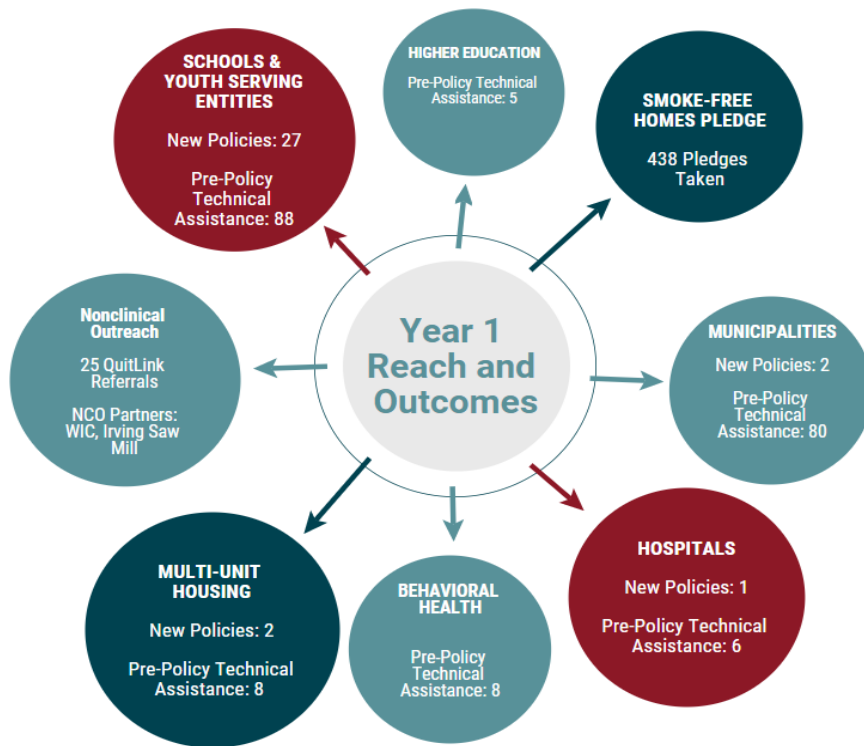 SCHOOLS &
YOUTH SERVING
ENTITIES
New Policies: 27
Pre-Policy
Technical
Assistance: 88
HIGHER EDUCATION
Pre-Policy Technical
Assistance: 5
SMOKE-FREE
HOMES PLEDGE
438 Pledges
Taken
Nonclinical
Outreach
25 QuitLink
Referrals
NCO Partners:
WIC, Irving Saw
Mill
Year 1
Reach and
Outcomes
MUNICIPALITIES
New Policies: 2
Pre-Policy
Technical
Assistance: 80
MULTI-UNIT
HOUSING
New Policies: 2
Pre-Policy Technical
Assistance: 8
BEHAVIORAL
HEALTH
Pre-Policy
Technical
Assistance: 8
HOSPITALS
New Policies: 1
Pre-Policy Technical
Assistance: 6